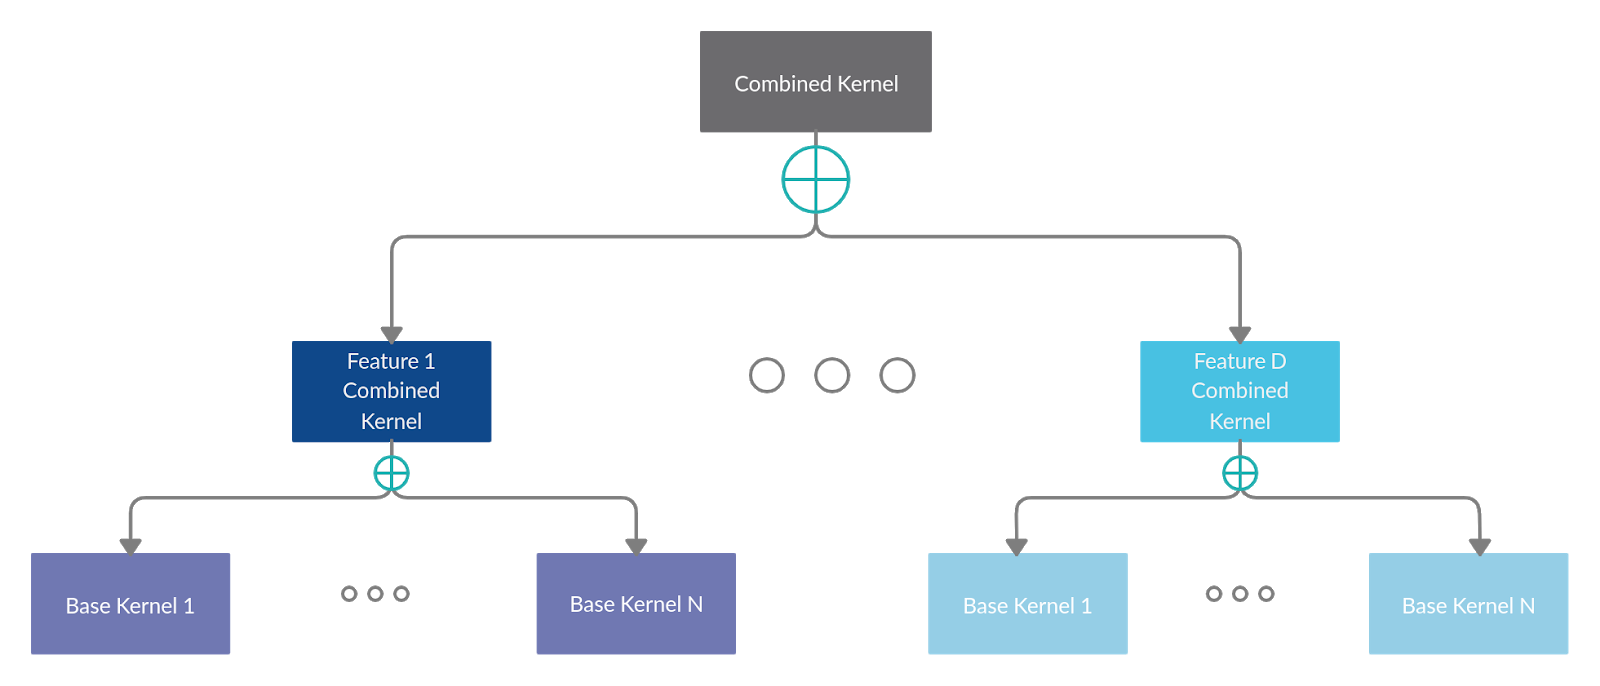 Combined Kernel
Feature 1
Combined
Kernel
Feature D
Combined
Kernel
Base Kernel 1
Base Kernel N
Base Kernel 1
Base Kernel N